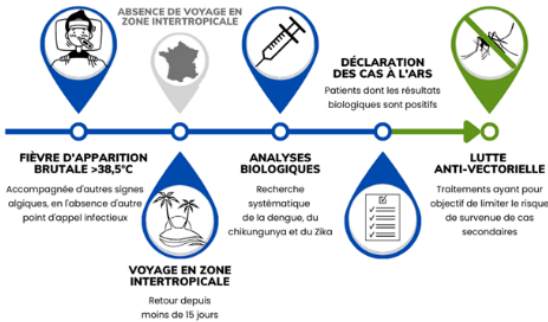 ABSENCE DE VOYAGE EN
ZONE INTERTROPICALE
DÉCLARATION
DES CAS À L'ARS
Patients dont les résultats
biologiques sont positifs
FIÈVRE D'APPARITION
BRUTALE >38,5°C
Accompagnée d'autres signes
algiques, en l'absence d'autre
point d'appel infectieux
VOYAGE EN ZONE
INTERTROPICALE
Retour depuis
moins de 15 jours
ANALYSES
BIOLOGIQUES
Recherche
systématique
de la dengue, du
chikungunya et du Zika
LUTTE
ANTI-VECTORIELLE
Traitements ayant pour
objectif de limiter le risque
de survenue de cas
secondaires